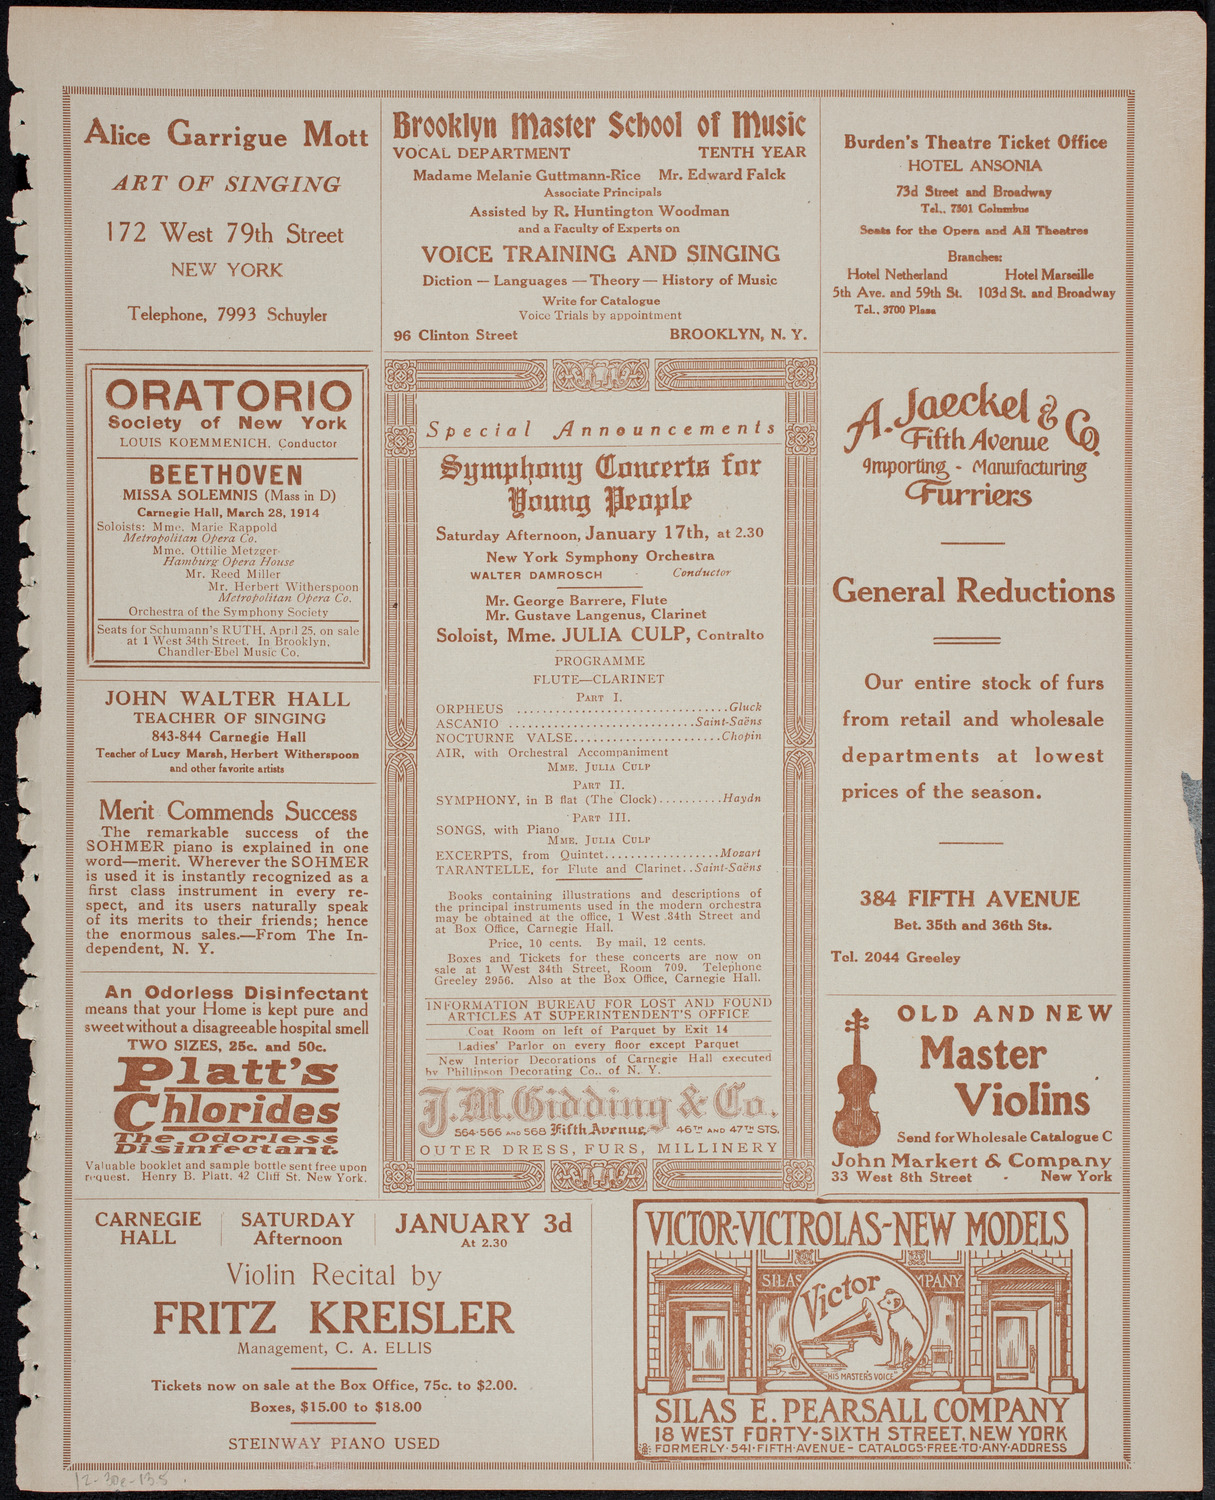 Alice Garrigue Mott
ART OF SINGING
172 West 79th Street
NEW YORK
Telephone, 7993 Schuyler
Brooklyn Master School of Music
VOCAL DEPARTMENT TENTH YEAR
Madame Melanie Guttmann-Rice Mr. Edward Falck
Associate Principals
Assisted by R. Huntington Woodman
and a Faculty of Experts on
VOICE TRAINING AND SINGING
Diction — Languages — Theory — History of Music
Write for Catalogue
Voice Trials by appointment
96 Clinton Street BROOKLYN, N. Y.
Burden's Theatre Ticket Office
HOTEL ANSONIA
73d Street and Broadway
Tel., 7301 Columbus
Seats for the Opera and All Theatres
Branches:
Hotel Netherland Hotel Marseille
5th Ave. and 59th St. 103d St. and Broadway
Tel., 3700 Plaza
ORATORIO
Society of New York
LOUIS KOEMMENICH, Conductor
BEETHOVEN
MISSA SOLEMNIS (Mass in D)
Carnegie Hall, March 28, 1914
Soloists: Mme. Marie Rappold
Metropolitan Opera Co.
Mme. Ottilie Metzger
Hamburg Opera House
Mr. Reed Miller
Mr. Herbert Witherspoon
Metropolitan Opera Co.
Orchestra of the Symphony Society
Seats for Schumann's RUTH, April 25, on sale
at 1 West 34th Street. In Brooklyn,
Chandler-Ebel Music Co.
JOHN WALTER HALL
TEACHER OF SINGING
843-844 Carnegie Hall
Teacher of Lucy Marsh, Herbert Witherspoon
and other favorite artists
Merit Commends Success
The remarkable success of the
SOHMER piano is explained in one
word—merit. Wherever the SOHMER
is used it is instantly recognized as a
first class instrument in every re-
spect, and its users naturally speak
of its merits to their friends; hence
the enormous sales.—From The In-
dependent, N. Y.
An Odorless Disinfectant
means that your Home is kept pure and
sweet without a disagreeable hospital smell
TWO SIZES, 25c. and 50c.
Platt's
Chlorides
The Odorless
Disinfectant.
Valuable booklet and sample bottle sent free upon
request. Henry B. Platt, 42 Cliff St. New York.
Special Announcements
Symphony Concerts for
Young People
Saturday Afternoon, January 17th, at 2.30
New York Symphony Orchestra
WALTER DAMROSCH - Conductor
Mr. George Barrere, Flute
Mr. Gustave Langenus, Clarinet
Soloist, Mme. JULIA CULP, Contralto
PROGRAMME
FLUTE—CLARINET
PART I.
ORPHEUS ..............................Gluck
ASCANIO ..........................Saint-Saëns
NOCTURNE VALSE.....................Chopin
AIR, with Orchestral Accompaniment
MME. JULIA CULP
PART II.
SYMPHONY, in B flat (The Clock)..........Haydn
PART III.
SONGS, with Piano
MME. JULIA CULP
EXCERPTS, from Quintet.................Mozart
TARANTELLE, for Flute and Clarinet..Saint-Saëns
Books containing illustrations and descriptions of
the principal instruments used in the modern orchestra
may be obtained at the office, 1 West 34th Street and
at Box Office, Carnegie Hall.
Price, 10 cents. By mail, 12 cents.
Boxes and Tickets for these concerts are now on
sale at 1 West 34th Street, Room 709. Telephone
Greeley 2956. Also at the Box Office, Carnegie Hall.
INFORMATION BUREAU FOR LOST AND FOUND
ARTICLES AT SUPERINTENDENT'S OFFICE
Coat Room on left of Parquet by Exit 14
Ladies' Parlor on every floor except Parquet
New Interior Decorations of Carnegie Hall executed
by Phillipson Decorating Co., of N. Y.
J.M. Gidding & Co.
564-566 AND 568 Fifth Avenue, 46TH AND 47TH STS.
OUTER DRESS, FURS, MILLINERY
A. Jaeckel & Co.
Fifth Avenue
Importing - Manufacturing
Furriers
General Reductions
Our entire stock of furs
from retail and wholesale
departments at lowest
prices of the season.
384 FIFTH AVENUE
Bet. 35th and 36th Sts.
Tel. 2044 Greeley
OLD AND NEW
Master
Violins
Send for Wholesale Catalogue C
John Markert & Company
33 West 8th Street - New York
CARNEGIE HALL
SATURDAY Afternoon
JANUARY 3d
At 2.30
Violin Recital by
FRITZ KREISLER
Management, C. A. ELLIS
Tickets now on sale at the Box Office, 75c. to $2.00.
Boxes, $15.00 to $18.00
STEINWAY PIANO USED
VICTOR-VICTROLAS-NEW MODELS
SILAS MPANY
Victor
"HIS MASTER'S VOICE"
SILAS E. PEARSALL COMPANY
18 WEST FORTY-SIXTH STREET, NEW YORK
FORMERLY·541·FIFTH·AVENUE - CATALOGS·FREE·TO·ANY·ADDRESS